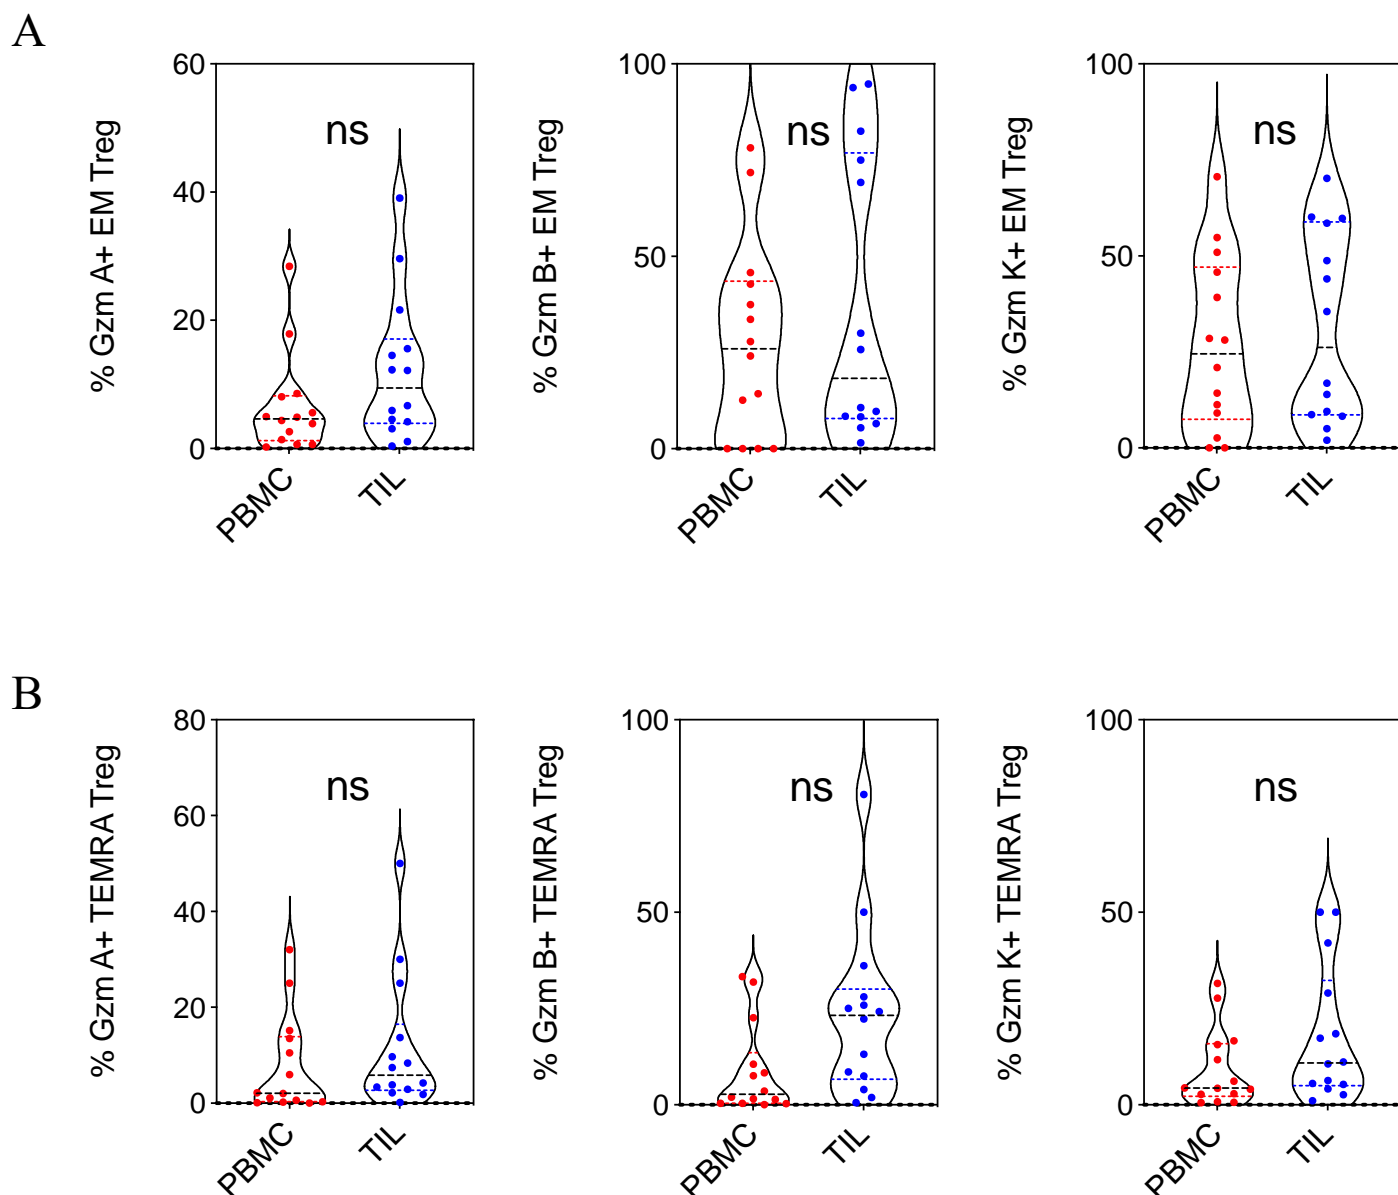 A
% Gzm A+ EM Treg
60
40
20
0
ns
PBMC
TIL
% Gzm B+ EM Treg
100
50
0
ns
PBMC
TIL
% Gzm K+ EM Treg
100
50
0
ns
PBMC
TIL
B
% Gzm A+ TEMRA Treg
80
60
40
20
0
ns
PBMC
TIL
% Gzm B+ TEMRA Treg
100
50
0
ns
PBMC
TIL
% Gzm K+ TEMRA Treg
100
50
0
ns
PBMC
TIL